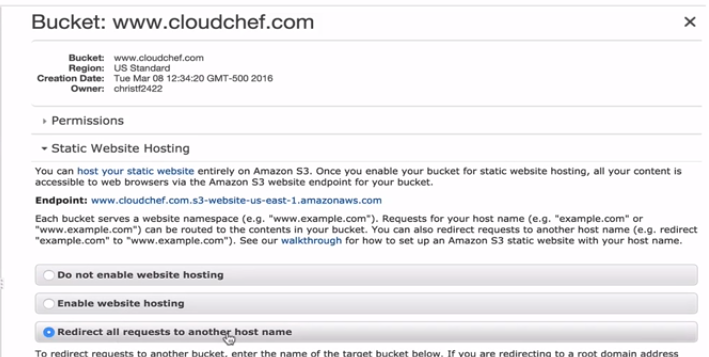 Bucket: www.cloudchef.com
Bucket: www.cloudchef.com
Region: US Standard
Creation Date: Tue Mar 08 12:34:20 GMT-500 2016
Owner: christf2422
Permissions
Static Website Hosting
You can host your static website entirely on Amazon S3. Once you enable your bucket for static website hosting, all your content is
accessible to web browsers via the Amazon S3 website endpoint for your bucket.
Endpoint: www.cloudchef.com.s3-website-us-east-1.amazonaws.com
Each bucket serves a website namespace (e.g. "www.example.com"). Requests for your host name (e.g. "example.com" or
"www.example.com") can be routed to the contents in your bucket. You can also redirect requests to another host name (e.g. redirect
"example.com" to "www.example.com"). See our walkthrough for how to set up an Amazon S3 static website with your host name.
Do not enable website hosting
Enable website hosting
Redirect all requests to another host name
To redirect requests to another bucket, enter the name of the target bucket below. If you are redirecting to a root domain address